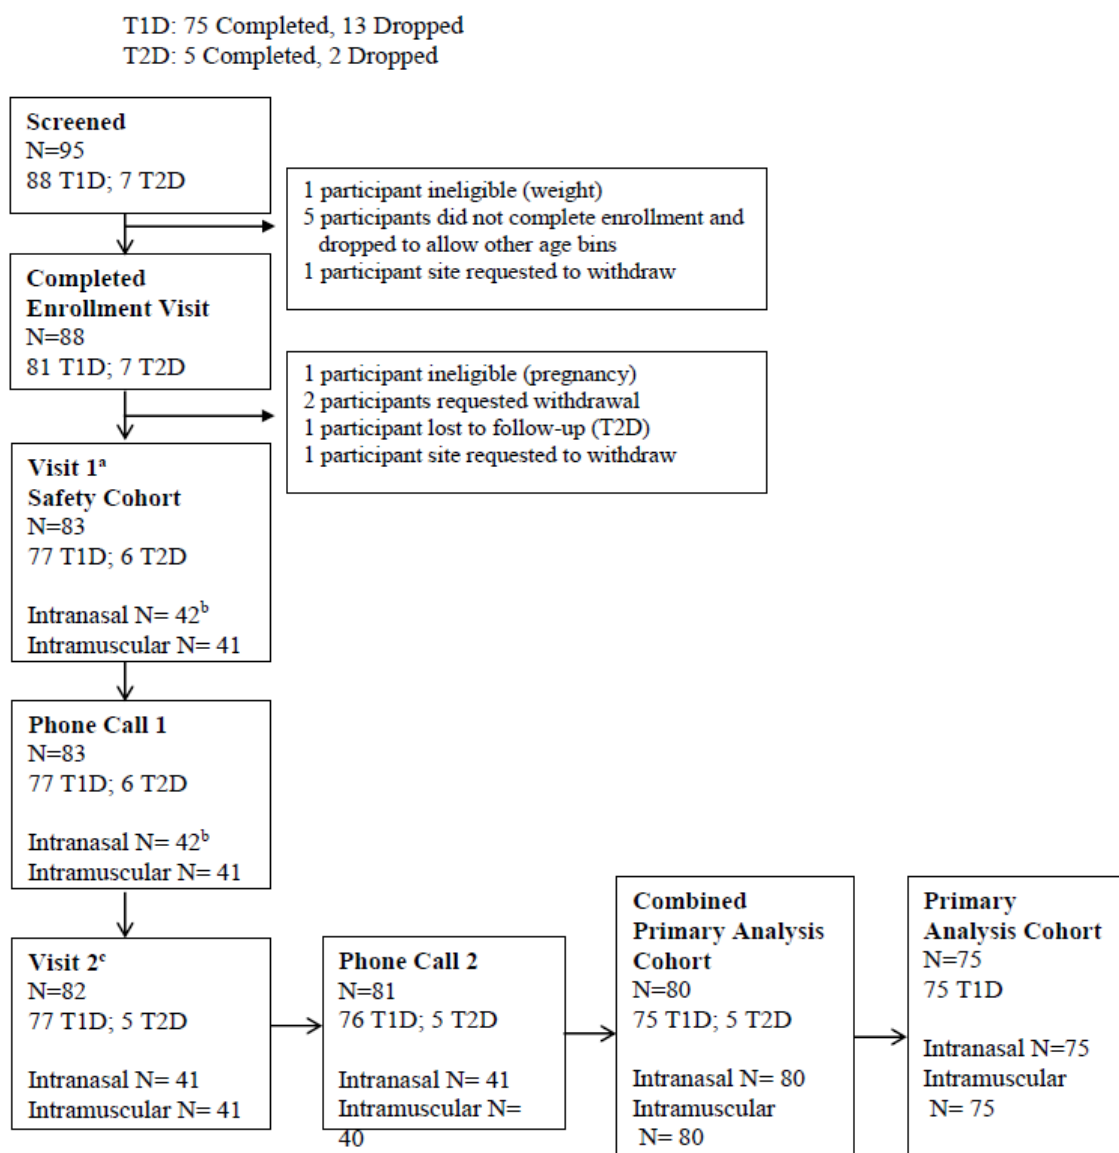 T1D: 75 Completed, 13 Dropped
T2D: 5 Completed, 2 Dropped
Screened
N=95
88 T1D; 7 T2D
1 participant ineligible (weight)
5 participants did not complete enrollment and
dropped to allow other age bins
1 participant site requested to withdraw
Completed
Enrollment Visit
N=88
81 T1D; 7 T2D
1 participant ineligible (pregnancy)
2 participants requested withdrawal
1 participant lost to follow-up (T2D)
1 participant site requested to withdraw
Visit 1ᵃ
Safety Cohort
N=83
77 T1D; 6 T2D
Intranasal N= 42ᵇ
Intramuscular N= 41
Phone Call 1
N=83
77 T1D; 6 T2D
Intranasal N= 42ᵇ
Intramuscular N= 41
Visit 2ᶜ
N=82
77 T1D; 5 T2D
Intranasal N= 41
Intramuscular N= 41
Phone Call 2
N=81
76 T1D; 5 T2D
Intranasal N= 41
Intramuscular N=
40
Combined
Primary Analysis
Cohort
N=80
75 T1D; 5 T2D
Intranasal N= 80
Intramuscular
N= 80
Primary
Analysis Cohort
N=75
75 T1D
Intranasal N=75
Intramuscular
N= 75